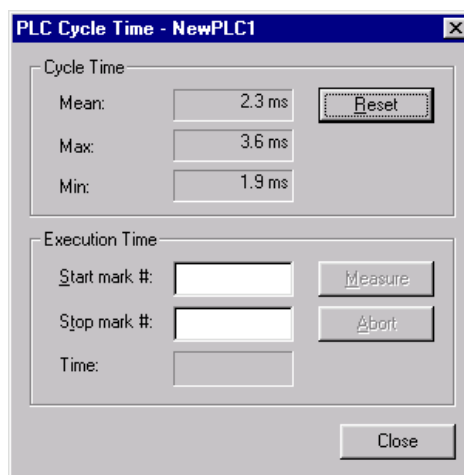 PLC Cycle Time - NewPLC1
Cycle Time
Mean: 2.3 ms Reset
Max: 3.6 ms
Min: 1.9 ms
Execution Time
Start mark #: Measure
Stop mark #: Abort
Time:
Close